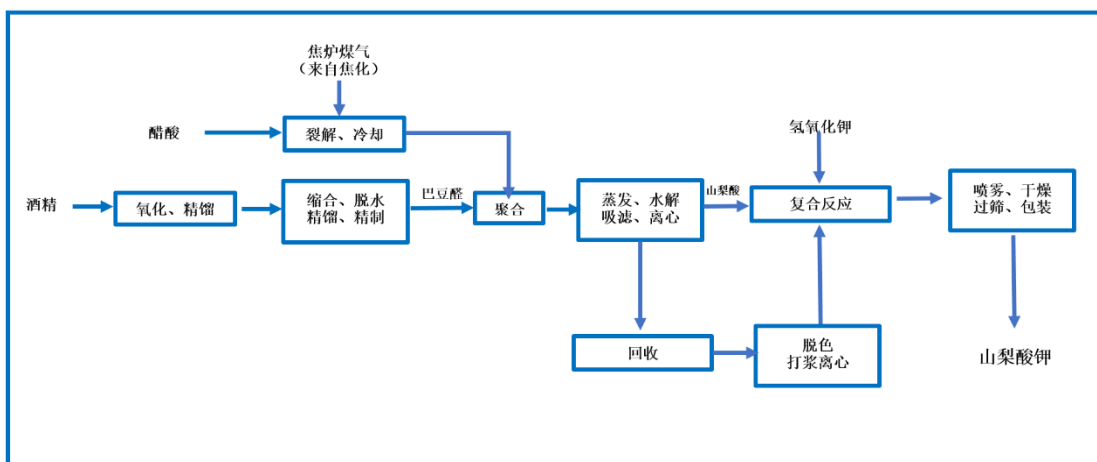 焦炉煤气
（来自焦化）
醋酸
裂解、冷却
氢氧化钾
酒精
氧化、精馏
缩合、脱水
精馏、精制
巴豆醛
聚合
蒸发、水解
吸滤、离心
山梨酸
复合反应
喷雾、干燥
过筛、包装
回收
脱色
打浆离心
山梨酸钾